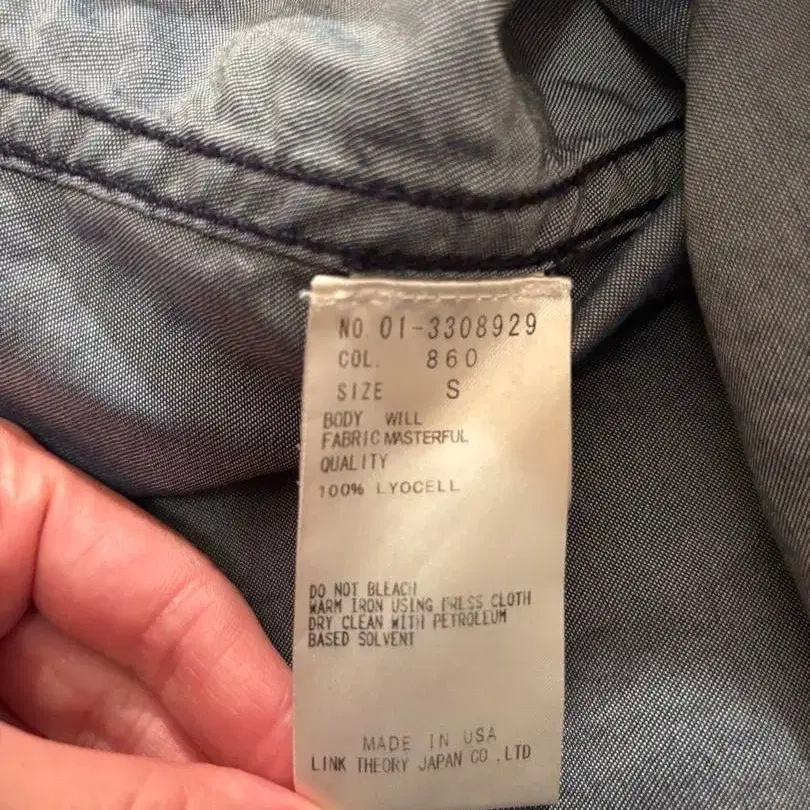 NO. 01-3308929
COL. 860
SIZE S
BODY WILL
FABRIC MASTERFUL
QUALITY
100% LYOCELL
DO NOT BLEACH
WARM IRON USING PRESS CLOTH
DRY CLEAN WITH PETROLEUM
BASED SOLVENT
MADE IN USA
LINK THEORY JAPAN CO.,LTD